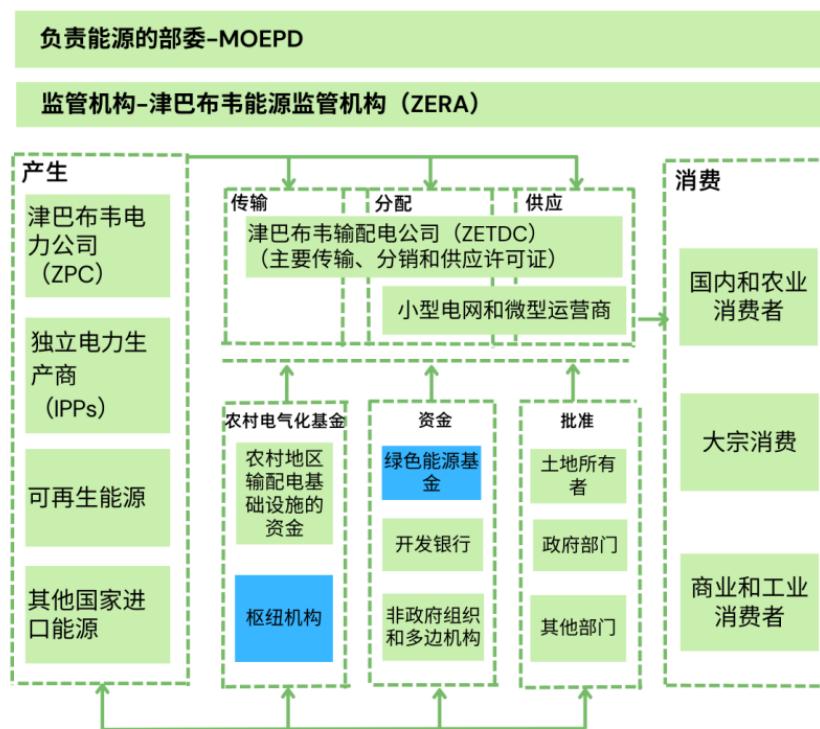 负责能源的部委-MOEPD
监管机构-津巴布韦能源监管机构（ZERA）
产生
津巴布韦电
力公司
（ZPC）
独立电力生
产商
（IPPs）
可再生能源
其他国家进
口能源
传输
分配
供应
津巴布韦输配电公司（ZETDC）
（主要传输、分销和供应许可证）
小型电网和微型运营商
农村电气化基金
农村地区
输配电基
础设施的
资金
枢纽机构
资金
绿色能源基
金
开发银行
非政府组织
和多边机构
批准
土地所有
者
政府部门
其他部门
消费
国内和农业
消费者
大宗消费
商业和工业
消费者